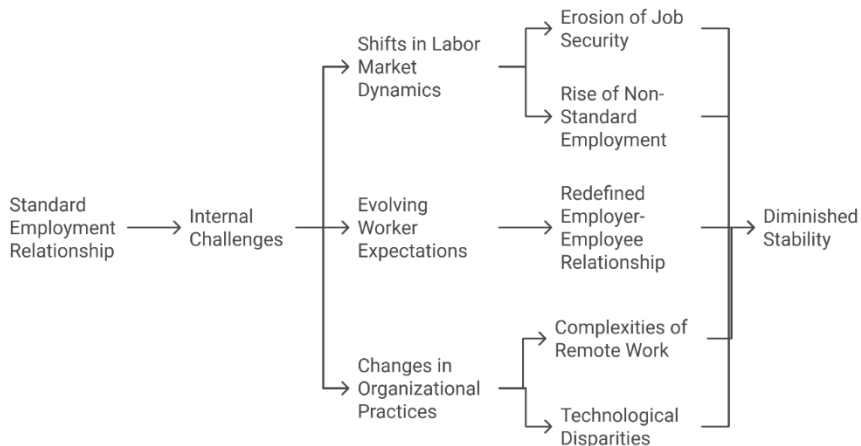 Standard
Employment
Relationship
Internal
Challenges
Shifts in Labor
Market
Dynamics
Evolving
Worker
Expectations
Changes in
Organizational
Practices
Erosion of Job
Security
Rise of Non-
Standard
Employment
Redefined
Employer-
Employee
Relationship
Complexities of
Remote Work
Technological
Disparities
Diminished
Stability